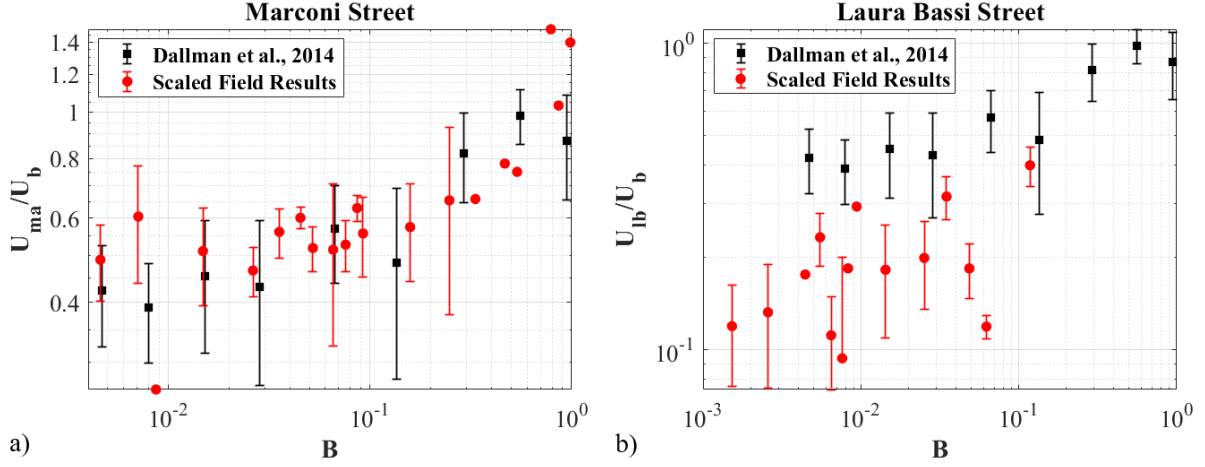 Marconi Street
Dallman et al., 2014
Scaled Field Results
U_ma/U_b
1.4
1.2
1
0.8
0.6
0.4
10^-2
10^-1
10^0
B
a)
Laura Bassi Street
Dallman et al., 2014
Scaled Field Results
U_lb/U_b
10^0
10^-1
10^-3
10^-2
10^-1
10^0
B
b)